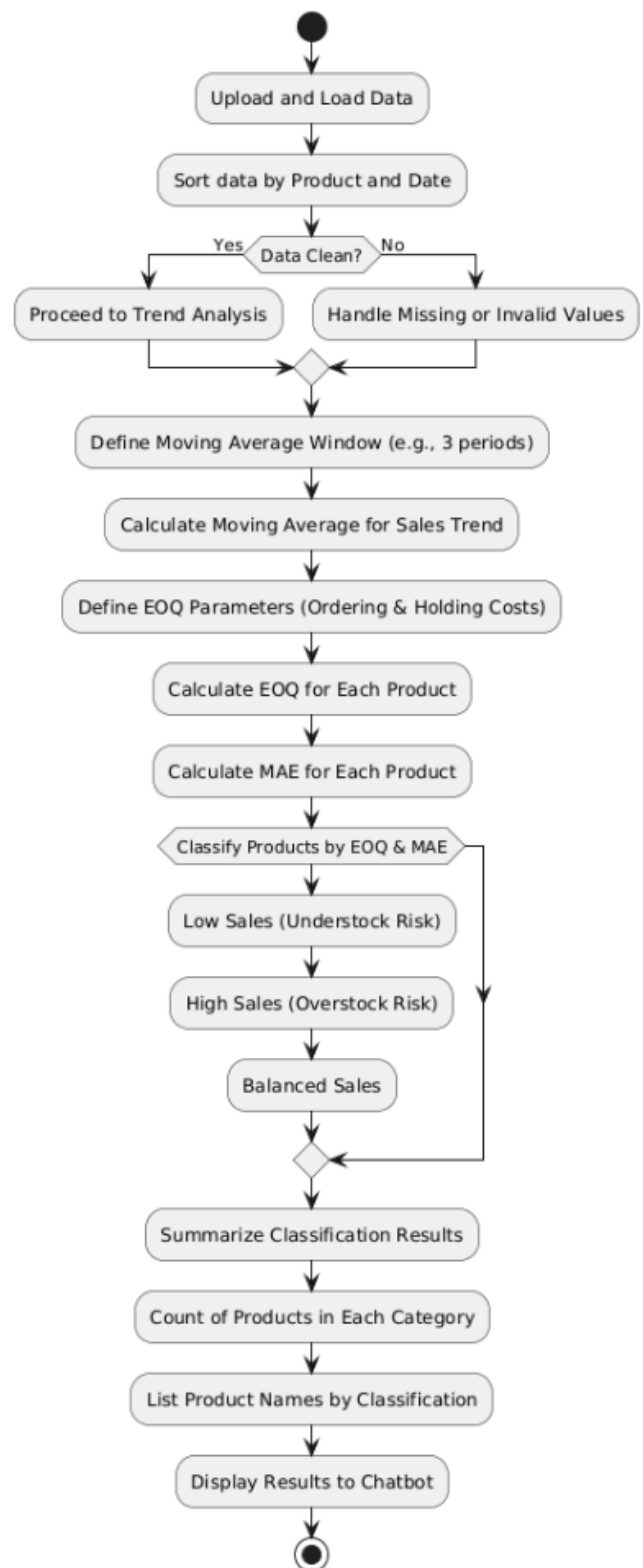 Upload and Load Data
Sort data by Product and Date
Yes
Data Clean?
No
Proceed to Trend Analysis
Handle Missing or Invalid Values
Define Moving Average Window (e.g., 3 periods)
Calculate Moving Average for Sales Trend
Define EOQ Parameters (Ordering & Holding Costs)
Calculate EOQ for Each Product
Calculate MAE for Each Product
Classify Products by EOQ & MAE
Low Sales (Understock Risk)
High Sales (Overstock Risk)
Balanced Sales
Summarize Classification Results
Count of Products in Each Category
List Product Names by Classification
Display Results to Chatbot